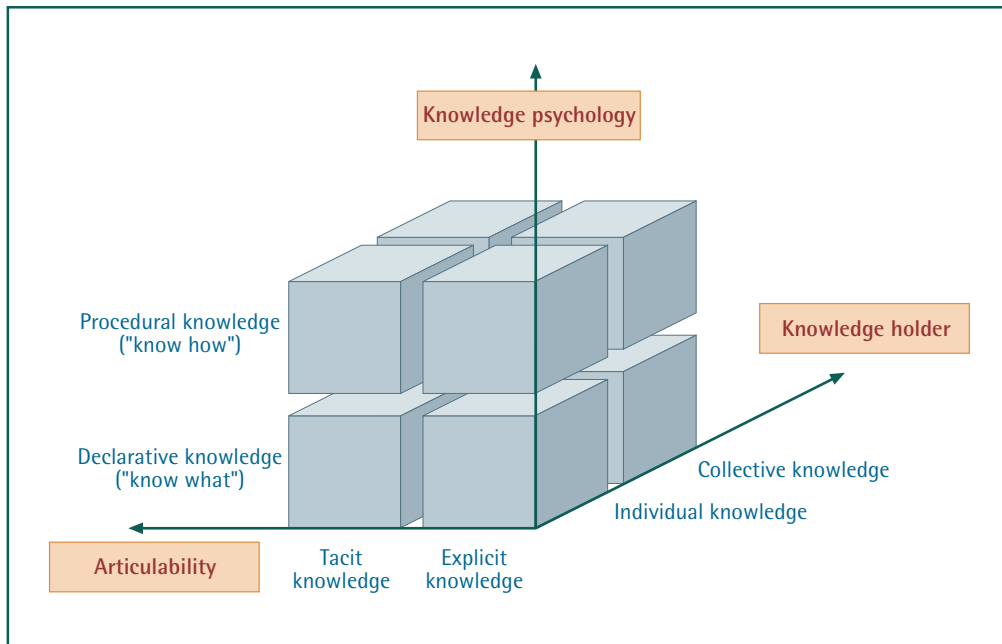 Knowledge psychology
Knowledge holder
Procedural knowledge
("know how")
Declarative knowledge
("know what")
Collective knowledge
Individual knowledge
Articulability
Tacit
knowledge
Explicit
knowledge